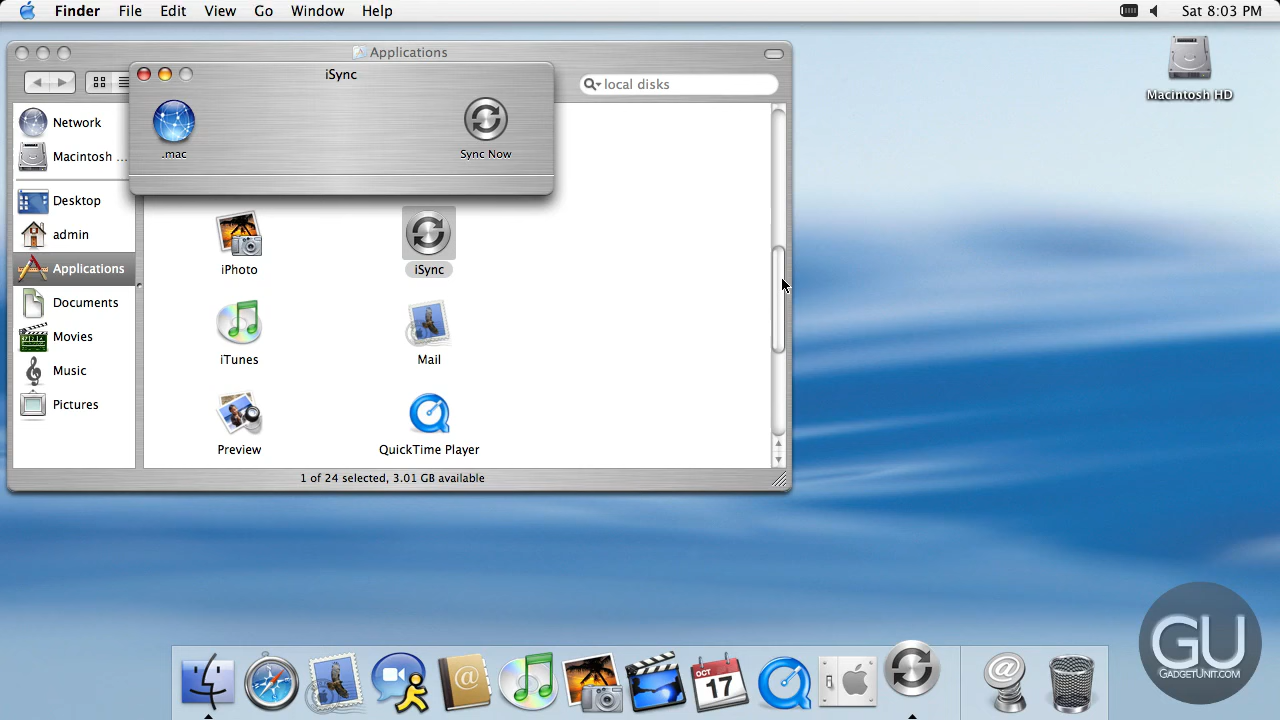 Finder File Edit View Go Window Help Sat 8:03 PM
Applications
iSync
local disks
Macintosh HD
.mac Sync Now
Network
Macintosh ...
Desktop
admin
Applications
Documents
Movies
Music
Pictures
iPhoto iSync
iTunes Mail
Preview QuickTime Player
1 of 24 selected, 3.01 GB available
OCT
17
GU
GADGETUNIT.COM